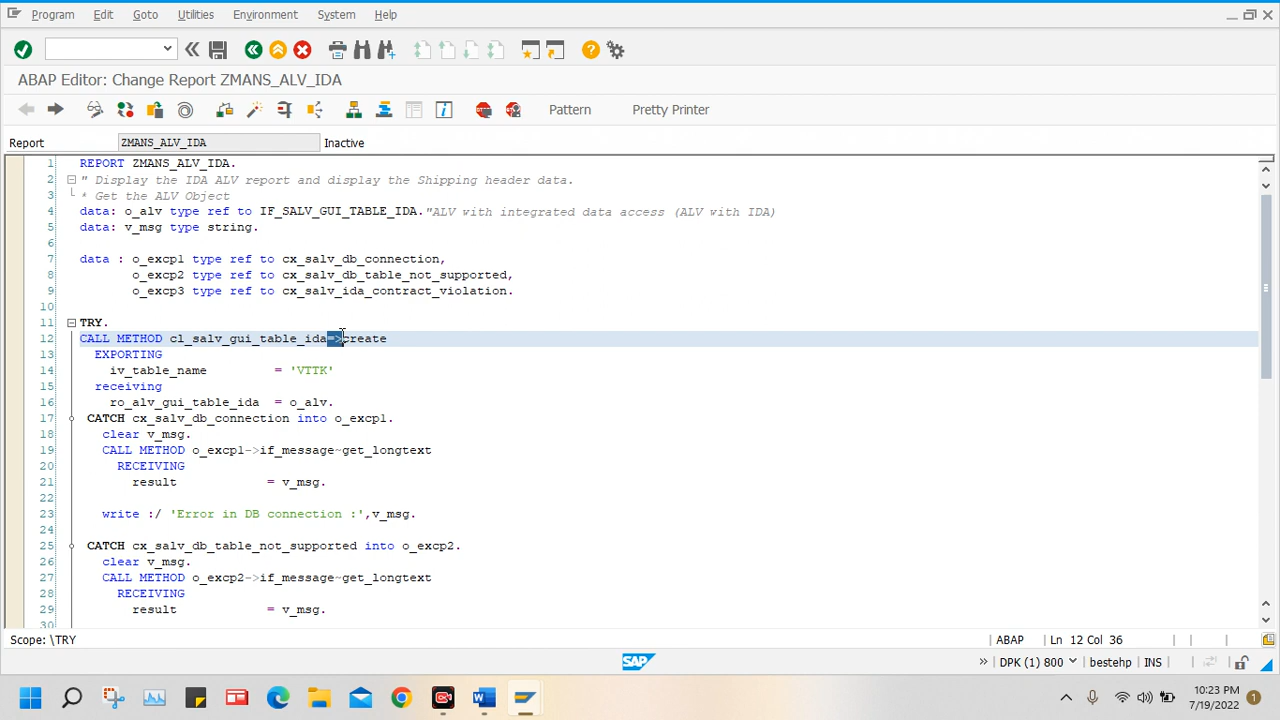 Program Edit Goto Utilities Environment System Help
ABAP Editor: Change Report ZMANS_ALV_IDA
Pattern Pretty Printer
Report ZMANS_ALV_IDA Inactive
1 REPORT ZMANS_ALV_IDA.
2 " Display the IDA ALV report and display the Shipping header data.
3 * Get the ALV Object
4 data: o_alv type ref to IF_SALV_GUI_TABLE_IDA."ALV with integrated data access (ALV with IDA)
5 data: v_msg type string.
6
7 data : o_excp1 type ref to cx_salv_db_connection,
8 o_excp2 type ref to cx_salv_db_table_not_supported,
9 o_excp3 type ref to cx_salv_ida_contract_violation.
10
11 TRY.
12 CALL METHOD cl_salv_gui_table_ida=>create
13 EXPORTING
14 iv_table_name = 'VTTK'
15 receiving
16 ro_alv_gui_table_ida = o_alv.
17 CATCH cx_salv_db_connection into o_excp1.
18 clear v_msg.
19 CALL METHOD o_excp1->if_message~get_longtext
20 RECEIVING
21 result = v_msg.
22
23 write :/ 'Error in DB connection :',v_msg.
24
25 CATCH cx_salv_db_table_not_supported into o_excp2.
26 clear v_msg.
27 CALL METHOD o_excp2->if_message~get_longtext
28 RECEIVING
29 result = v_msg.
30
Scope: \TRY ABAP Ln 12 Col 36
SAP » DPK (1) 800 bestehp INS
10:23 PM
7/19/2022
1